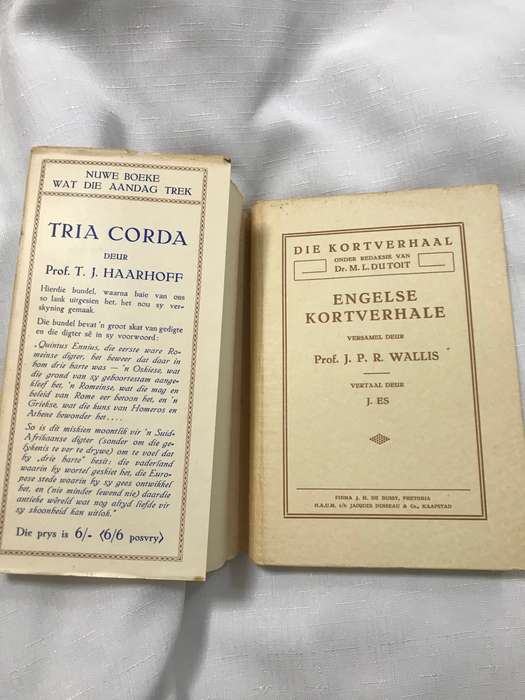 NUWE BOEKE
WAT DIE AANDAG TREK
TRIA CORDA
DEUR
Prof. T. J. HAARHOFF
Hierdie bundel, waarna baie van ons
so lank uitgesien het, het nou sy ver-
skyning gemaak.
Die bundel bevat 'n groot skat van gedigte
en die digter sê in sy voorwoord:
„Quintus Ennius, die eerste ware Ro-
meinse digter, het beweer dat daar in
hom drie harte was — 'n Oskiese, wat
die grond van sy geboortestam aange-
kleef het, 'n Romeinse, wat die mag en
beleid van Rome eer betoon het, en 'n
Griekse, wat die kuns van Homeros en
Athene bewonder het....
So is dit miskien moontlik vir 'n Suid-
Afrikaanse digter (sonder om die ge-
lykenis te ver te drywe) om te voel dat
hy „drie harte” besit: die vaderland
waarin hy wortel geskiet het, die Euro-
pese stede waarin hy sy gees ontwikkel
het, en (nie minder lewend nie) daardie
antieke wêreld wat nog altyd liefde vir
sy skoonheid kan uitlok.”
Die prys is 6/- (6/6 posvry)
DIE KORTVERHAAL
ONDER REDAKSIE VAN
Dr. M. L. DU TOIT
ENGELSE
KORTVERHALE
VERSAMEL DEUR
Prof. J. P. R. WALLIS
VERTAAL DEUR
J. ES
FIRMA J. H. DE BUSSY, PRETORIA
H.A.U.M. v/h JACQUES DUSSEAU & Co., KAAPSTAD